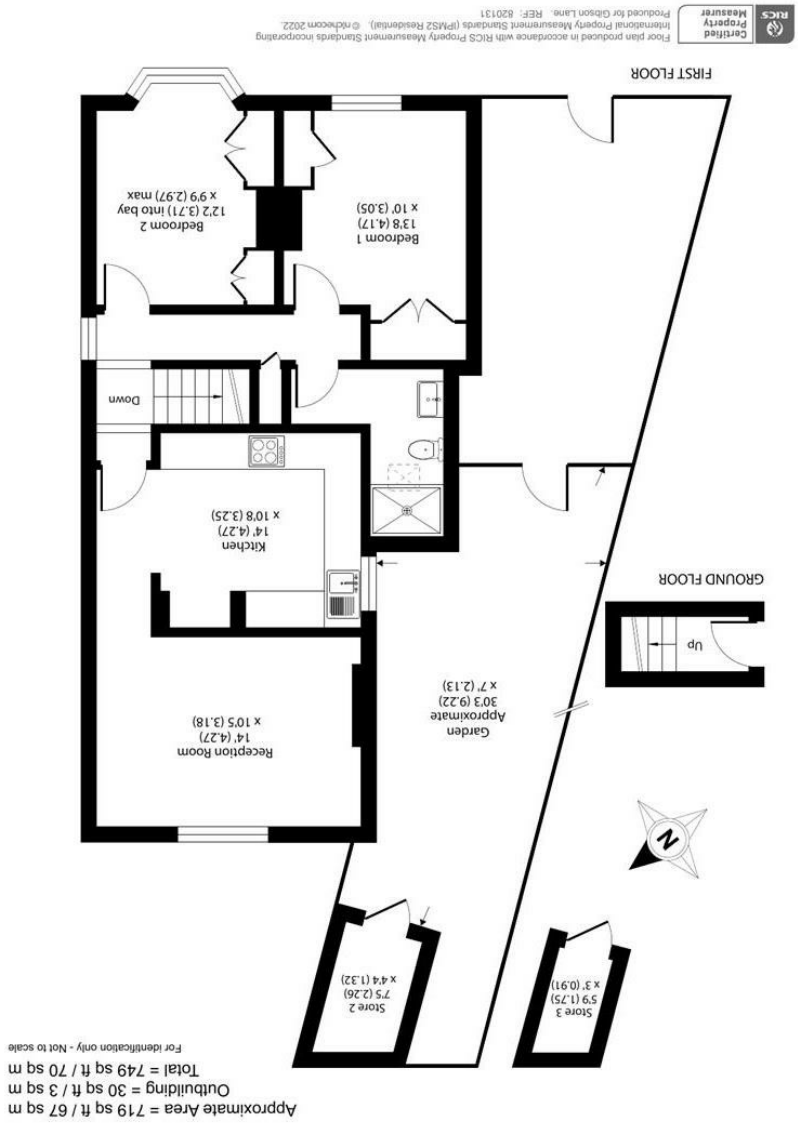 Approximate Area = 719 sq ft / 67 sq m
Outbuilding = 30 sq ft / 3 sq m
Total = 749 sq ft / 70 sq m
For identification only - Not to scale
Store 3
5'9 (1.75)
x 3' (0.91)
Store 2
7'5 (2.26)
x 4'4 (1.32)
N
Reception Room
14' (4.27)
x 10'5 (3.18)
Garden
Approximate
30'3 (9.22)
x 7' (2.13)
Up
GROUND FLOOR
Kitchen
14' (4.27)
x 10'8 (3.25)
Down
Bedroom 1
13'8 (4.17)
x 10' (3.05)
Bedroom 2
12'2 (3.71) into bay
x 9'9 (2.97) max
FIRST FLOOR
RICS
Certified
Property
Measurer
Floor plan produced in accordance with RICS Property Measurement Standards incorporating
International Property Measurement Standards (IPMS2 Residential). © nichecom 2022.
Produced for Gibson Lane. REF: 820131